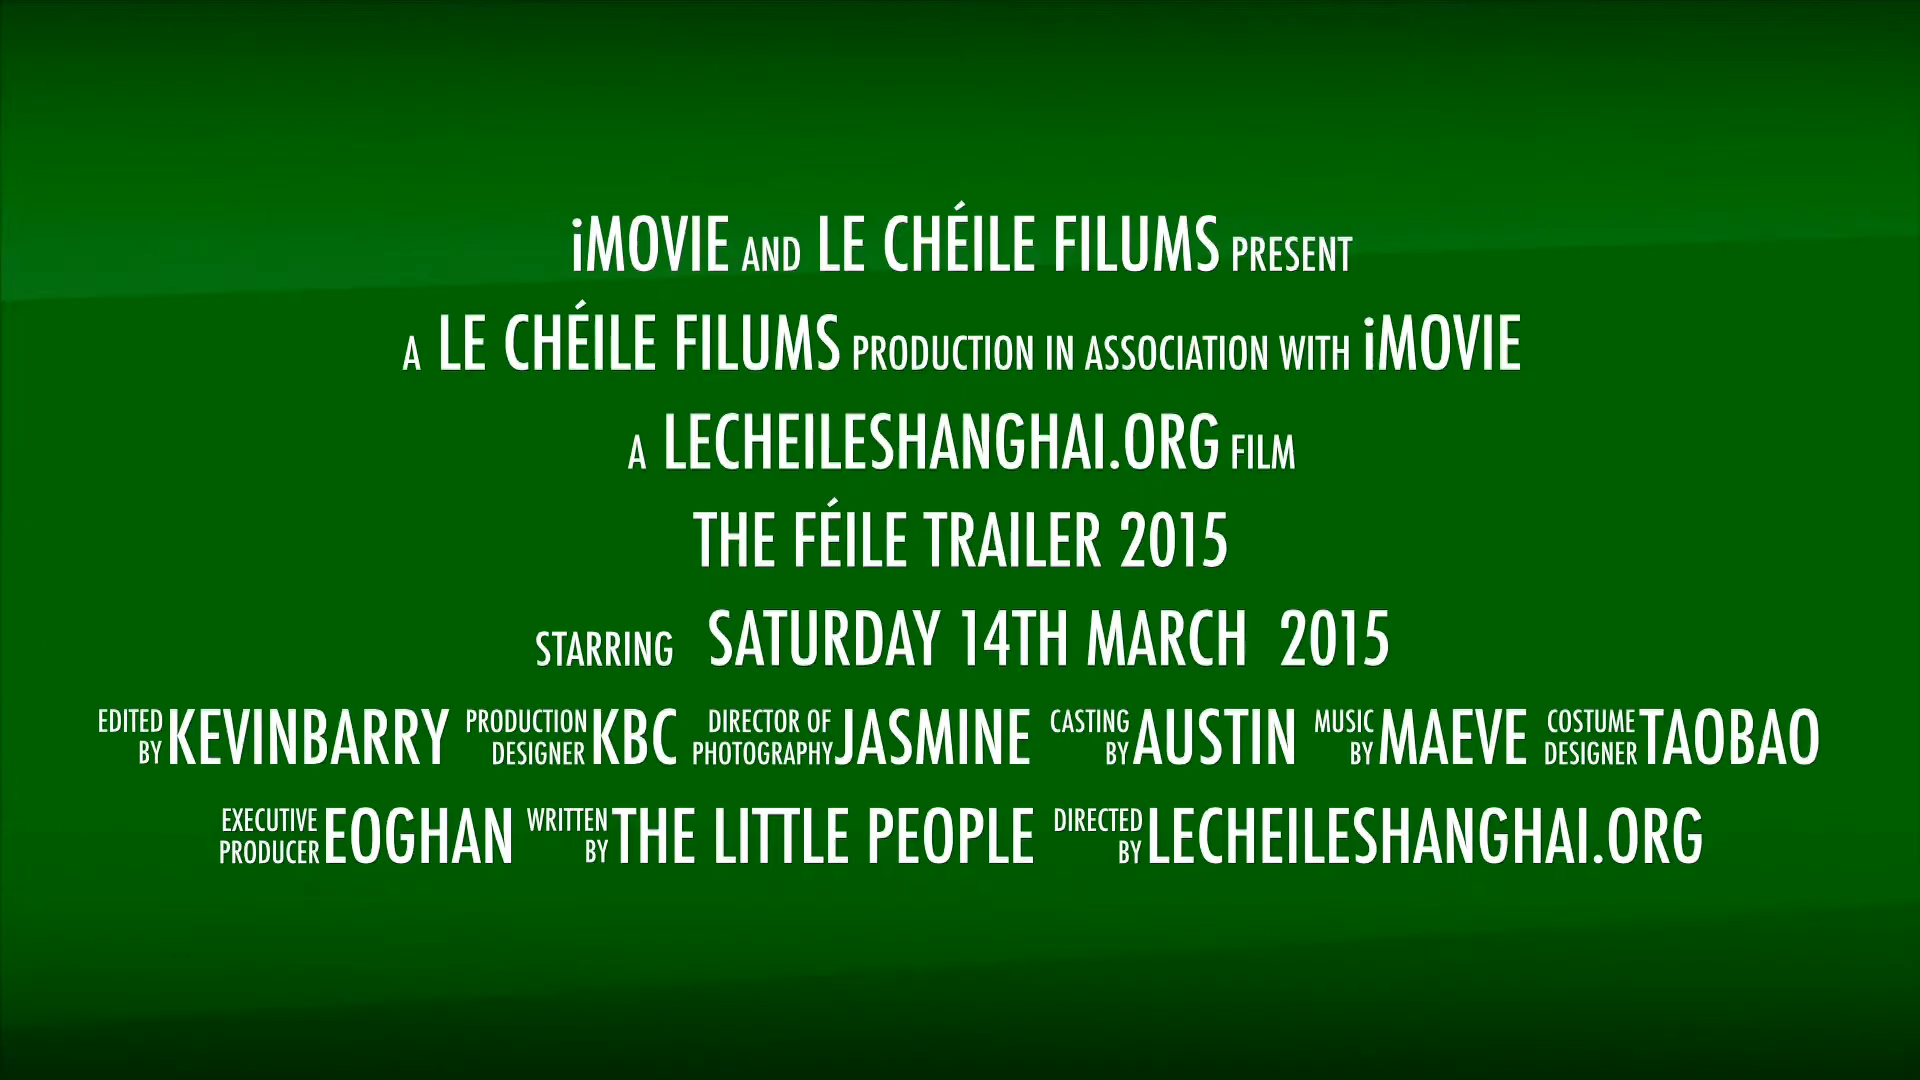 iMOVIE AND LE CHÉILE FILUMS PRESENT
A LE CHÉILE FILUMS PRODUCTION IN ASSOCIATION WITH iMOVIE
A LECHEILESHANGHAI.ORG FILM
THE FÉILE TRAILER 2015
STARRING SATURDAY 14TH MARCH 2015
EDITED BY KEVINBARRY PRODUCTION DESIGNER KBC DIRECTOR OF PHOTOGRAPHY JASMINE CASTING BY AUSTIN MUSIC BY MAEVE COSTUME DESIGNER TAOBAO
EXECUTIVE PRODUCER EOGHAN WRITTEN BY THE LITTLE PEOPLE DIRECTED BY LECHEILESHANGHAI.ORG